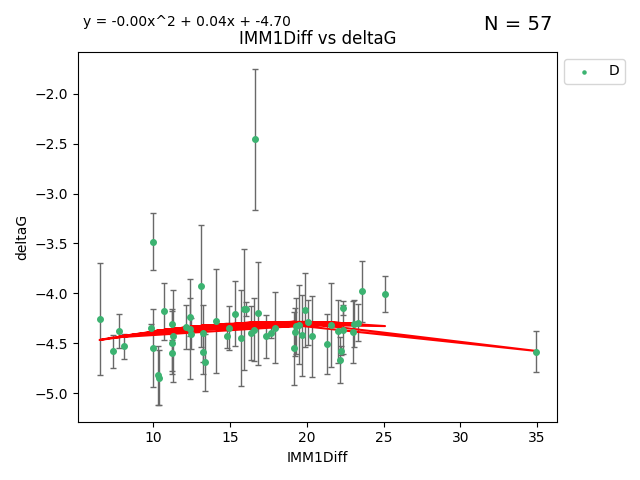 y = -0.00x^2 + 0.04x + -4.70
N = 57
IMM1Diff vs deltaG
D
−2.0
−2.5
−3.0
−3.5
−4.0
−4.5
−5.0
deltaG
10 15 20 25 30 35
IMM1Diff